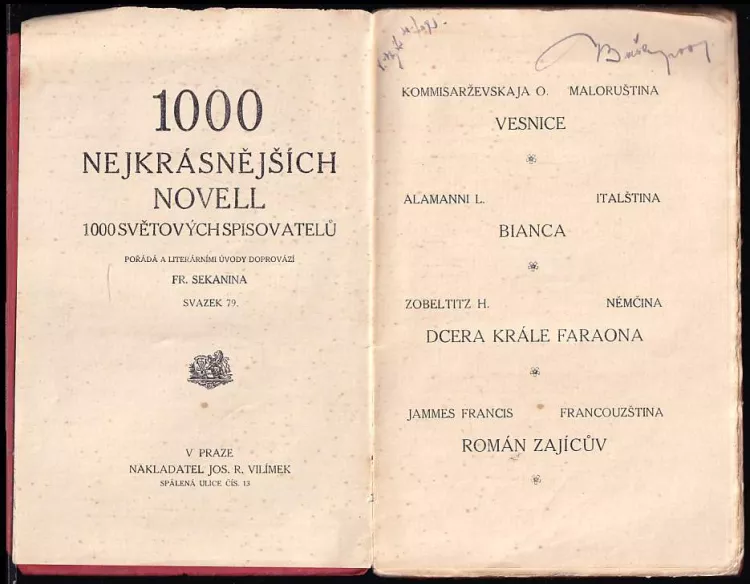 1000
NEJKRÁSNĚJŠÍCH
NOVELL
1000 SVĚTOVÝCH SPISOVATELŮ
POŘÁDÁ A LITERÁRNÍMI ÚVODY DOPROVÁZÍ
FR. SEKANINA
SVAZEK 79.
V PRAZE
NAKLADATEL JOS. R. VILÍMEK
SPÁLENÁ ULICE ČÍS. 13
KOMMISARŽEVSKAJA O. MALORUŠTINA
VESNICE
ALAMANNI L. ITALŠTINA
BIANCA
ZOBELTITZ H. NĚMČINA
DCERA KRÁLE FARAONA
JAMMES FRANCIS FRANCOUZŠTINA
ROMÁN ZAJÍCŮV